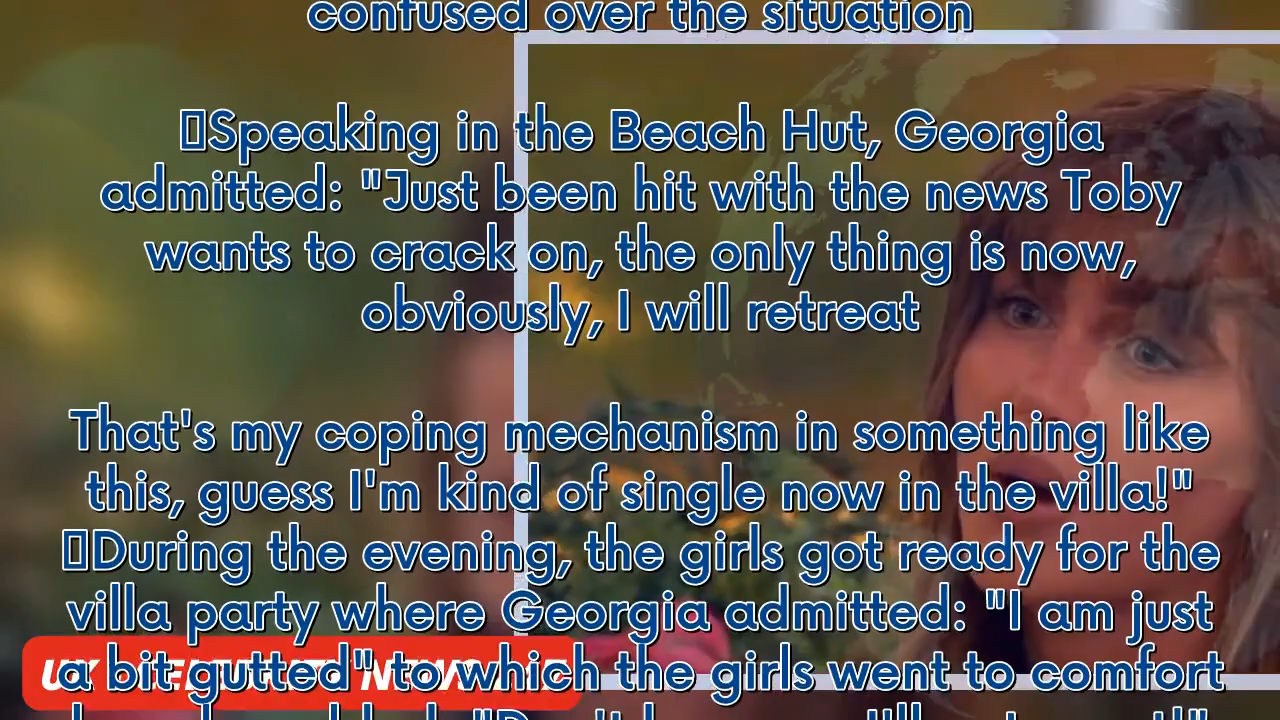 confused over the situation
Speaking in the Beach Hut, Georgia
admitted: "Just been hit with the news Toby
wants to crack on, the only thing is now,
obviously, I will retreat
That's my coping mechanism in something like
this, guess I'm kind of single now in the villa!"
During the evening, the girls got ready for the
villa party where Georgia admitted: "I am just
a bit gutted" to which the girls went to comfort
UK NEWS